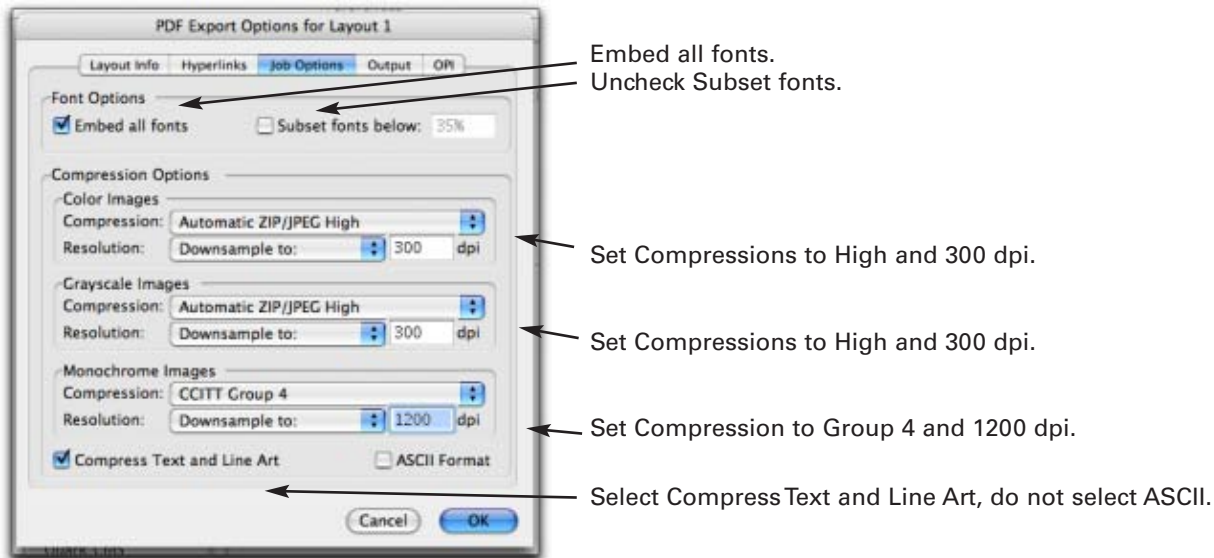 PDF Export Options for Layout 1
Layout Info Hyperlinks Job Options Output OPI
Font Options
Embed all fonts Subset fonts below: 35%
Compression Options
Color Images
Compression: Automatic ZIP/JPEG High
Resolution: Downsample to: 300 dpi
Grayscale Images
Compression: Automatic ZIP/JPEG High
Resolution: Downsample to: 300 dpi
Monochrome Images
Compression: CCITT Group 4
Resolution: Downsample to: 1200 dpi
Compress Text and Line Art ASCII Format
Cancel OK
Embed all fonts.
Uncheck Subset fonts.
Set Compressions to High and 300 dpi.
Set Compressions to High and 300 dpi.
Set Compression to Group 4 and 1200 dpi.
Select Compress Text and Line Art, do not select ASCII.